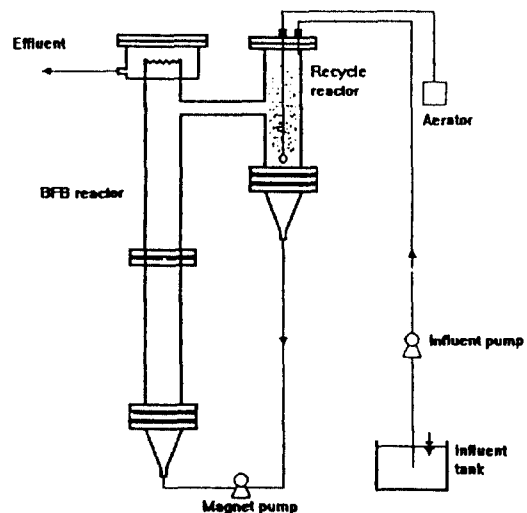 Effluent
Recycle
reactor
Aerator
BFB reactor
Influent pump
Influent
tank
Magnet pump